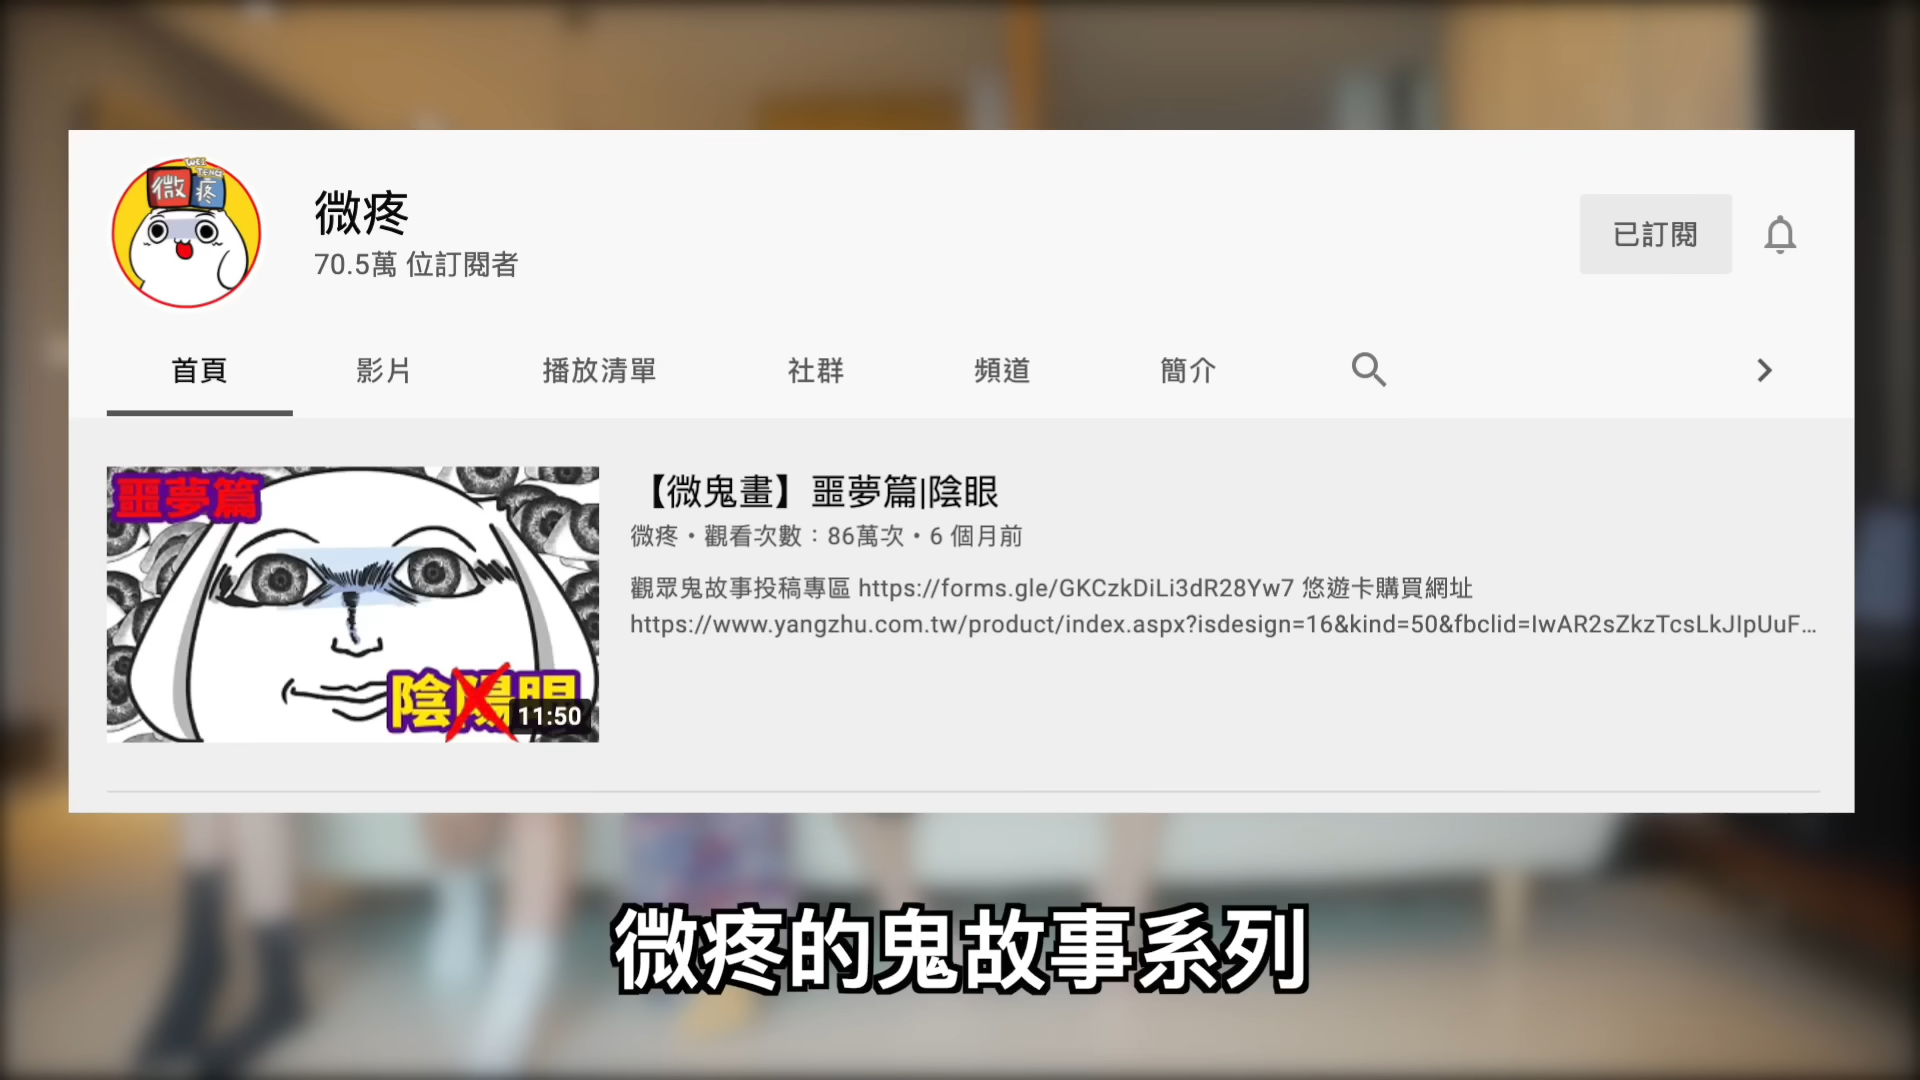 WEI
TENG
微疼
微疼
70.5萬 位訂閱者
已訂閱
首頁
影片
播放清單
社群
頻道
簡介
噩夢篇
陰陽眼
11:50
【微鬼畫】噩夢篇|陰眼
微疼・觀看次數：86萬次・6 個月前
觀眾鬼故事投稿專區 https://forms.gle/GKCzkDiLi3dR28Yw7 悠遊卡購買網址
https://www.yangzhu.com.tw/product/index.aspx?isdesign=16&kind=50&fbclid=IwAR2sZkzTcsLkJIpUuF...
微疼的鬼故事系列